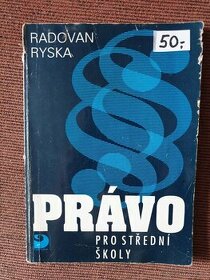 RADOVAN
RYSKA
50,-
PRÁVO
PRO STŘEDNÍ
ŠKOLY